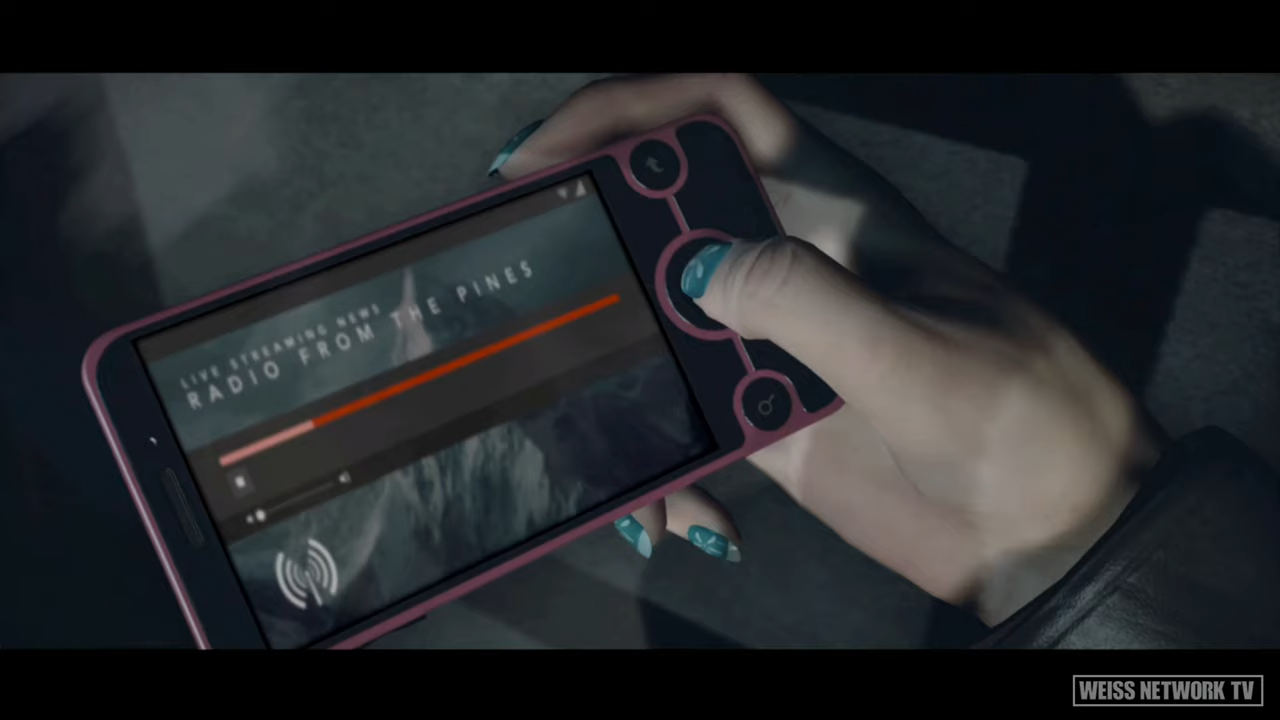 LIVE STREAMING NEWS
RADIO FROM THE PINES
WEISS NETWORK TV